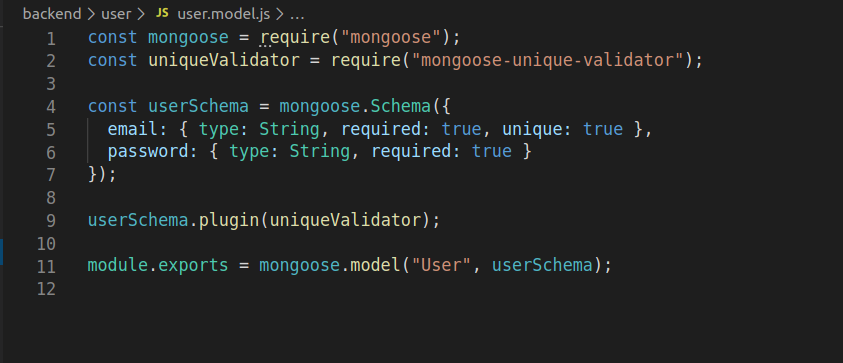 backend > user > JS user.model.js > ...
1 const mongoose = require("mongoose");
2 const uniqueValidator = require("mongoose-unique-validator");
3
4 const userSchema = mongoose.Schema({
5   email: { type: String, required: true, unique: true },
6   password: { type: String, required: true }
7 });
8
9 userSchema.plugin(uniqueValidator);
10
11 module.exports = mongoose.model("User", userSchema);
12